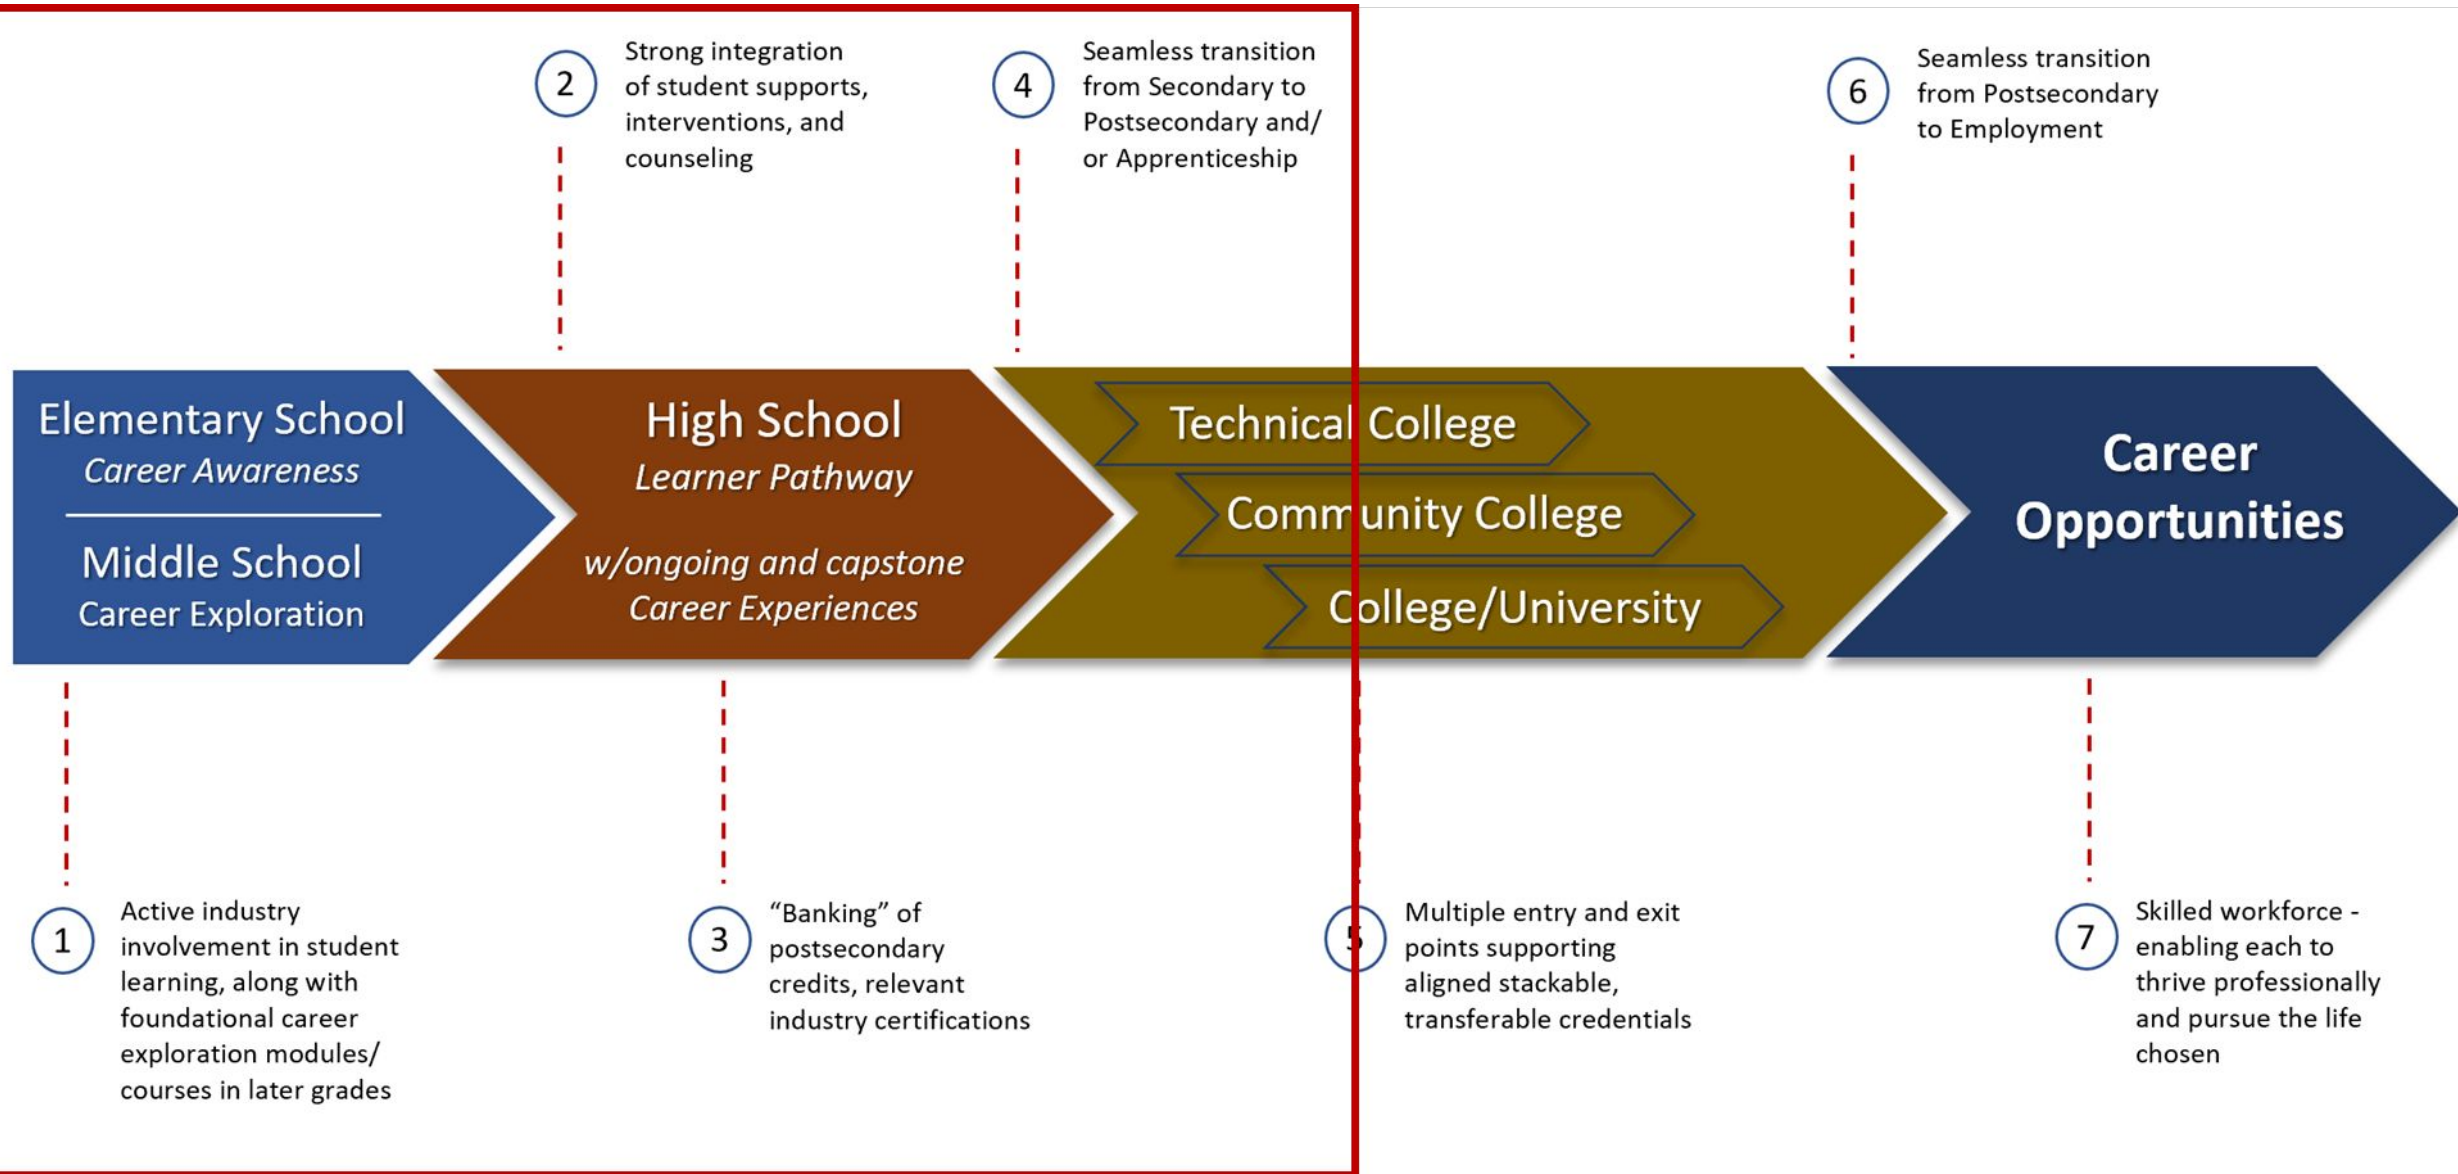 2
Strong integration
of student supports,
interventions, and
counseling
4
Seamless transition
from Secondary to
Postsecondary and/
or Apprenticeship
6
Seamless transition
from Postsecondary
to Employment
Elementary School
Career Awareness
Middle School
Career Exploration
High School
Learner Pathway
w/ongoing and capstone
Career Experiences
Technical College
Community College
College/University
Career
Opportunities
1
Active industry
involvement in student
learning, along with
foundational career
exploration modules/
courses in later grades
3
“Banking” of
postsecondary
credits, relevant
industry certifications
5
Multiple entry and exit
points supporting
aligned stackable,
transferable credentials
7
Skilled workforce -
enabling each to
thrive professionally
and pursue the life
chosen